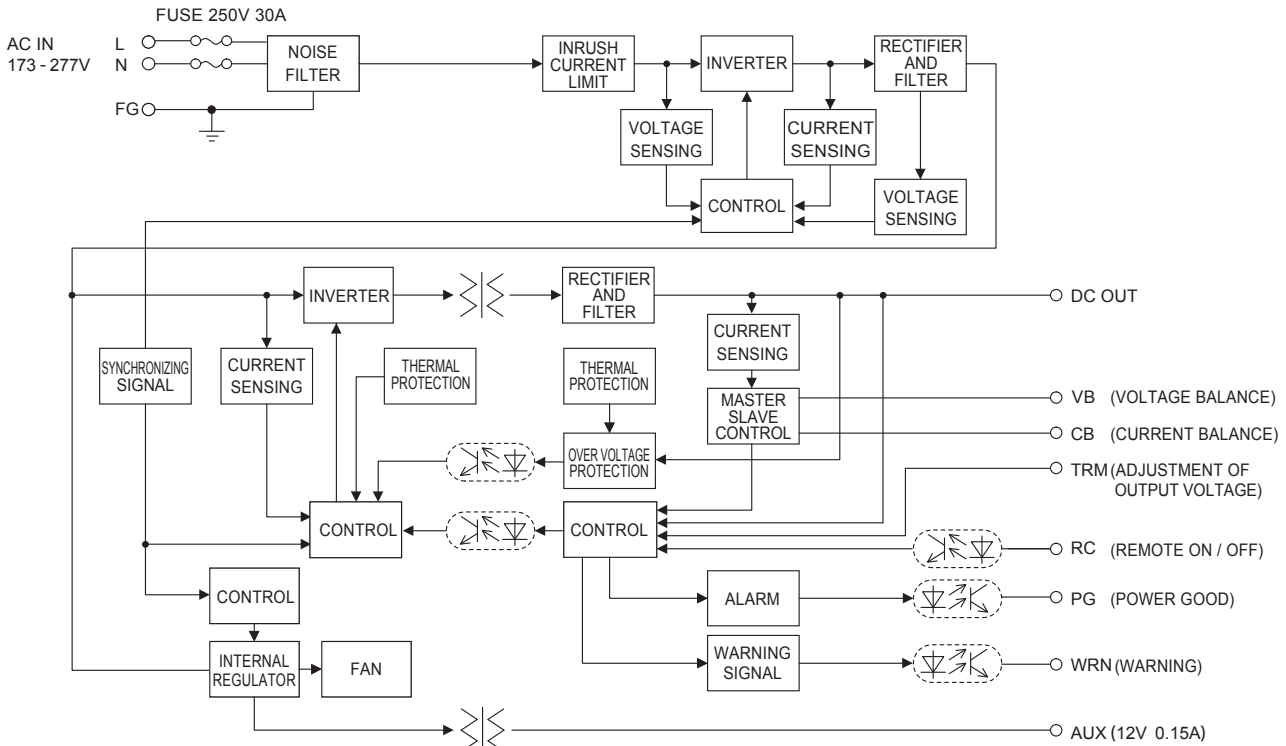 FUSE 250V 30A
AC IN
173 - 277V
L
N
FG
NOISE
FILTER
INRUSH
CURRENT
LIMIT
INVERTER
RECTIFIER
AND
FILTER
VOLTAGE
SENSING
CURRENT
SENSING
CONTROL
VOLTAGE
SENSING
INVERTER
RECTIFIER
AND
FILTER
DC OUT
SYNCHRONIZING
SIGNAL
CURRENT
SENSING
THERMAL
PROTECTION
THERMAL
PROTECTION
CURRENT
SENSING
MASTER
SLAVE
CONTROL
VB (VOLTAGE BALANCE)
CB (CURRENT BALANCE)
OVER VOLTAGE
PROTECTION
TRM (ADJUSTMENT OF
OUTPUT VOLTAGE)
CONTROL
CONTROL
RC (REMOTE ON / OFF)
CONTROL
ALARM
PG (POWER GOOD)
INTERNAL
REGULATOR
FAN
WARNING
SIGNAL
WRN (WARNING)
AUX (12V 0.15A)